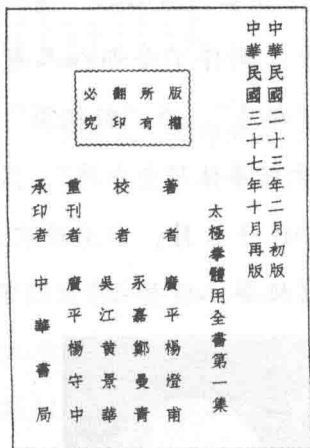 中華民國二十三年二月初版
中華民國三十七年十月再版
太極拳體用全書第一集
著者 廣平楊澄甫
校者 永嘉鄭曼青
吳江黄景華
重刊者 廣平楊守中
承印者 中華書局
版權
所有
翻印
必究